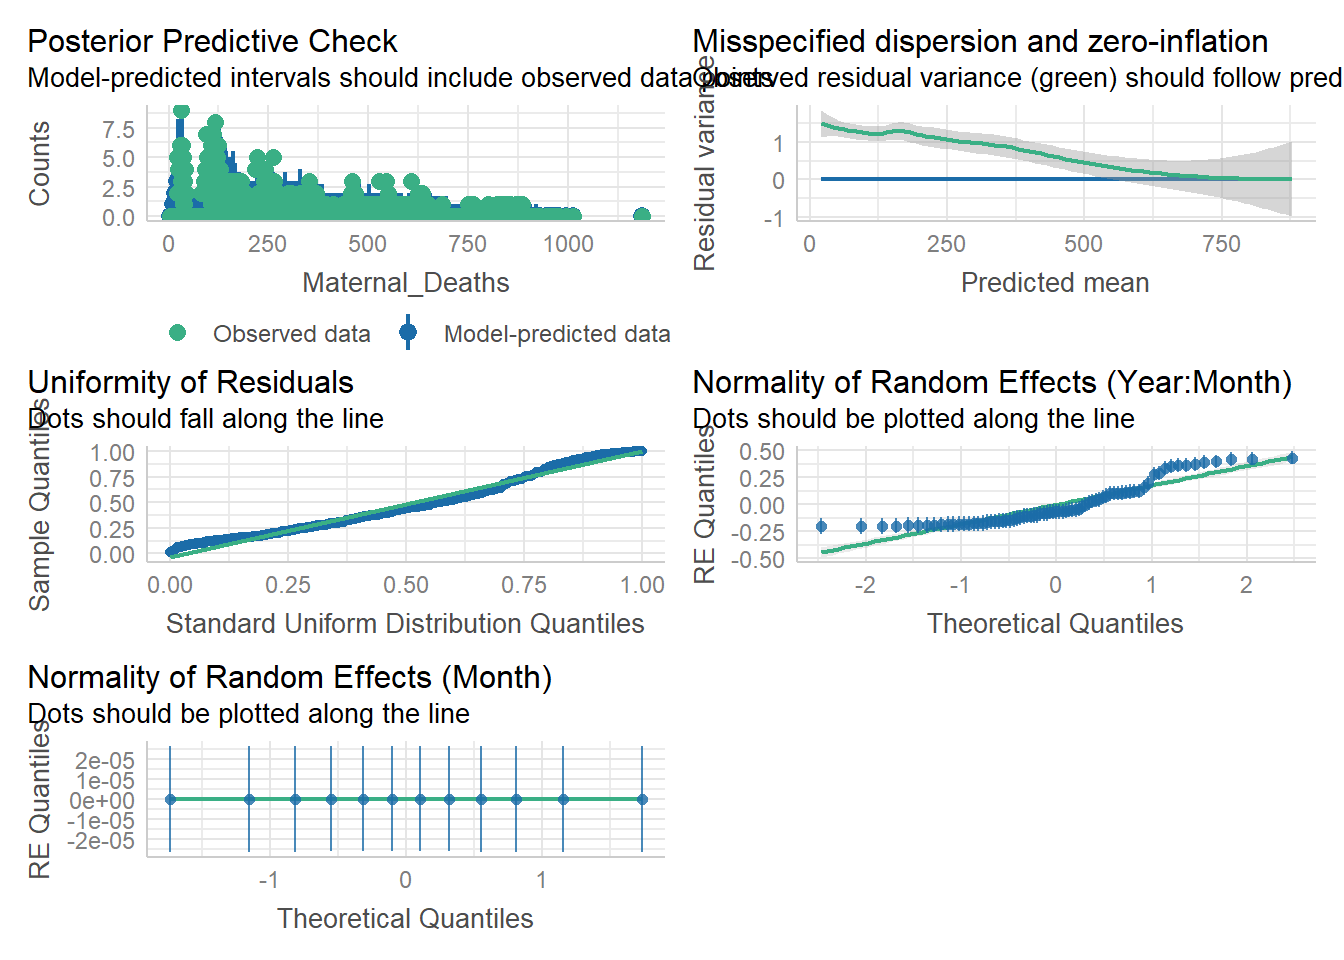 Posterior Predictive Check
Model-predicted intervals should include observed data points
Counts
7.5
5.0
2.5
0.0
0
250
500
750
1000
Maternal_Deaths
Observed data
Model-predicted data
Misspecified dispersion and zero-inflation
Observed residual variance (green) should follow pred
Residual variance
1
0
-1
0
250
500
750
Predicted mean
Uniformity of Residuals
Dots should fall along the line
Sample Quantiles
1.00
0.75
0.50
0.25
0.00
0.00
0.25
0.50
0.75
1.00
Standard Uniform Distribution Quantiles
Normality of Random Effects (Year:Month)
Dots should be plotted along the line
RE Quantiles
0.50
0.25
0.00
-0.25
-0.50
-2
-1
0
1
2
Theoretical Quantiles
Normality of Random Effects (Month)
Dots should be plotted along the line
RE Quantiles
2e-05
1e-05
0e+00
-1e-05
-2e-05
-1
0
1
Theoretical Quantiles